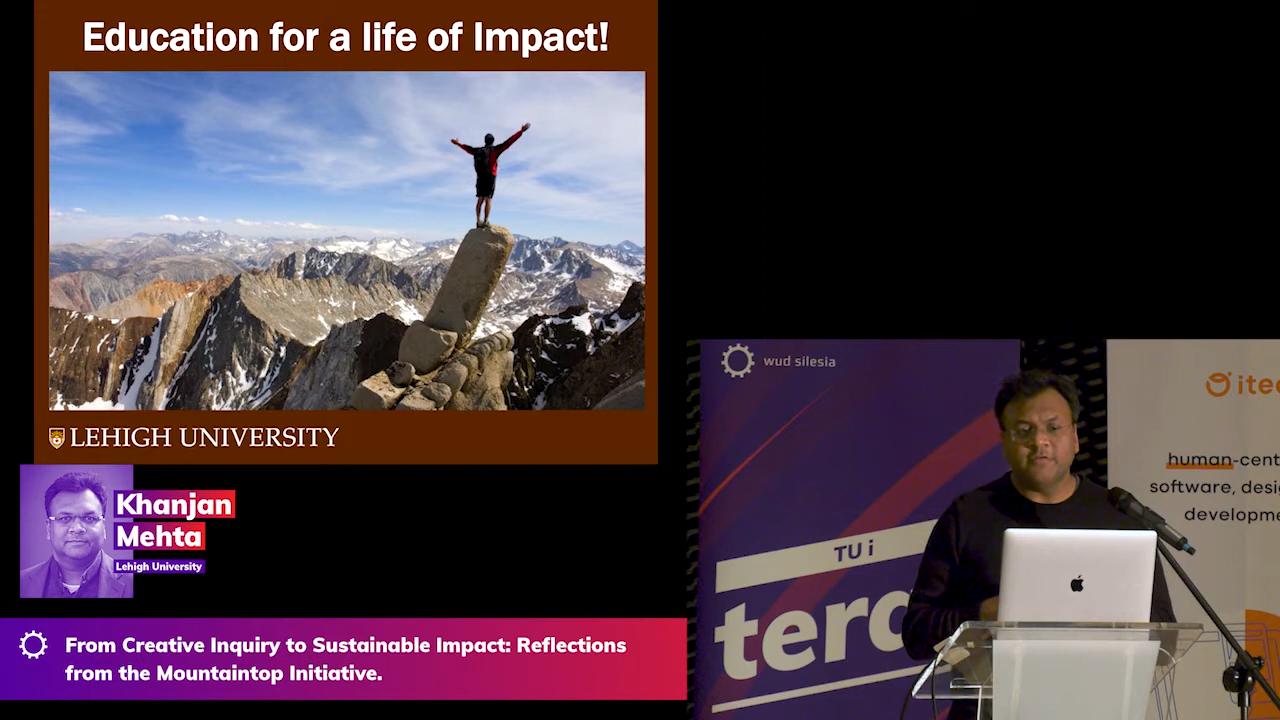 Education for a life of Impact!
LEHIGH UNIVERSITY
Khanjan
Mehta
Lehigh University
From Creative Inquiry to Sustainable Impact: Reflections
from the Mountaintop Initiative.
wud silesia
TU i
human-cent
software, desi
developme